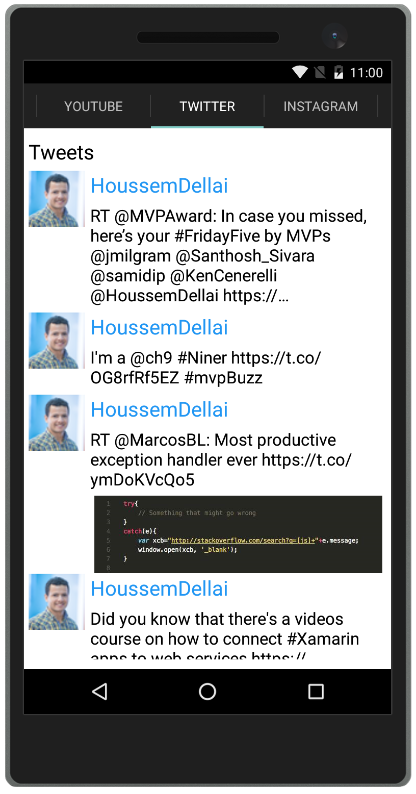 11:00
YOUTUBE TWITTER INSTAGRAM
Tweets
HoussemDellai
RT @MVPAward: In case you missed,
here’s your #FridayFive by MVPs
@jmilgram @Santhosh_Sivara
@samidip @KenCenerelli
@HoussemDellai https://…
HoussemDellai
I'm a @ch9 #Niner https://t.co/
OG8rfRf5EZ #mvpBuzz
HoussemDellai
RT @MarcosBL: Most productive
exception handler ever https://t.co/
ymDoKVcQo5
1 try{
2 // Something that might go wrong
3 }
4 catch(e){
5 var xcb="http://stackoverflow.com/search?q=[js]+"+e.message;
6 window.open(xcb, '_blank');
7 }
8
HoussemDellai
Did you know that there's a videos
course on how to connect #Xamarin
apps to web services https://